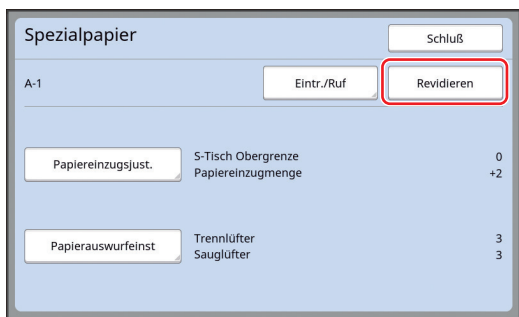 Spezialpapier
Schluß
A-1
Eintr./Ruf
Revidieren
Papiereinzugsjust.
S-Tisch Obergrenze 0
Papiereinzugmenge +2
Papierauswurfeinst
Trennlüfter 3
Sauglüfter 3